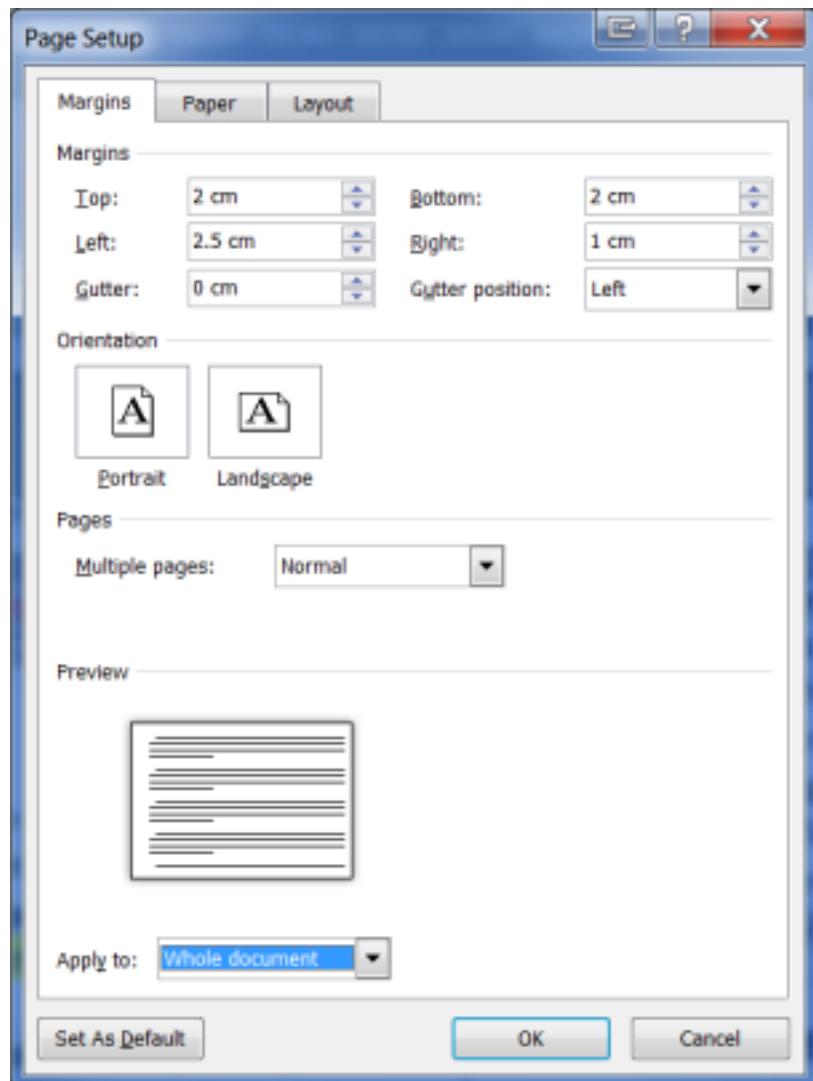 Page Setup
Margins Paper Layout
Margins
Top: 2 cm Bottom: 2 cm
Left: 2.5 cm Right: 1 cm
Gutter: 0 cm Gutter position: Left
Orientation
A A
Portrait Landscape
Pages
Multiple pages: Normal
Preview
Apply to: Whole document
Set As Default OK Cancel